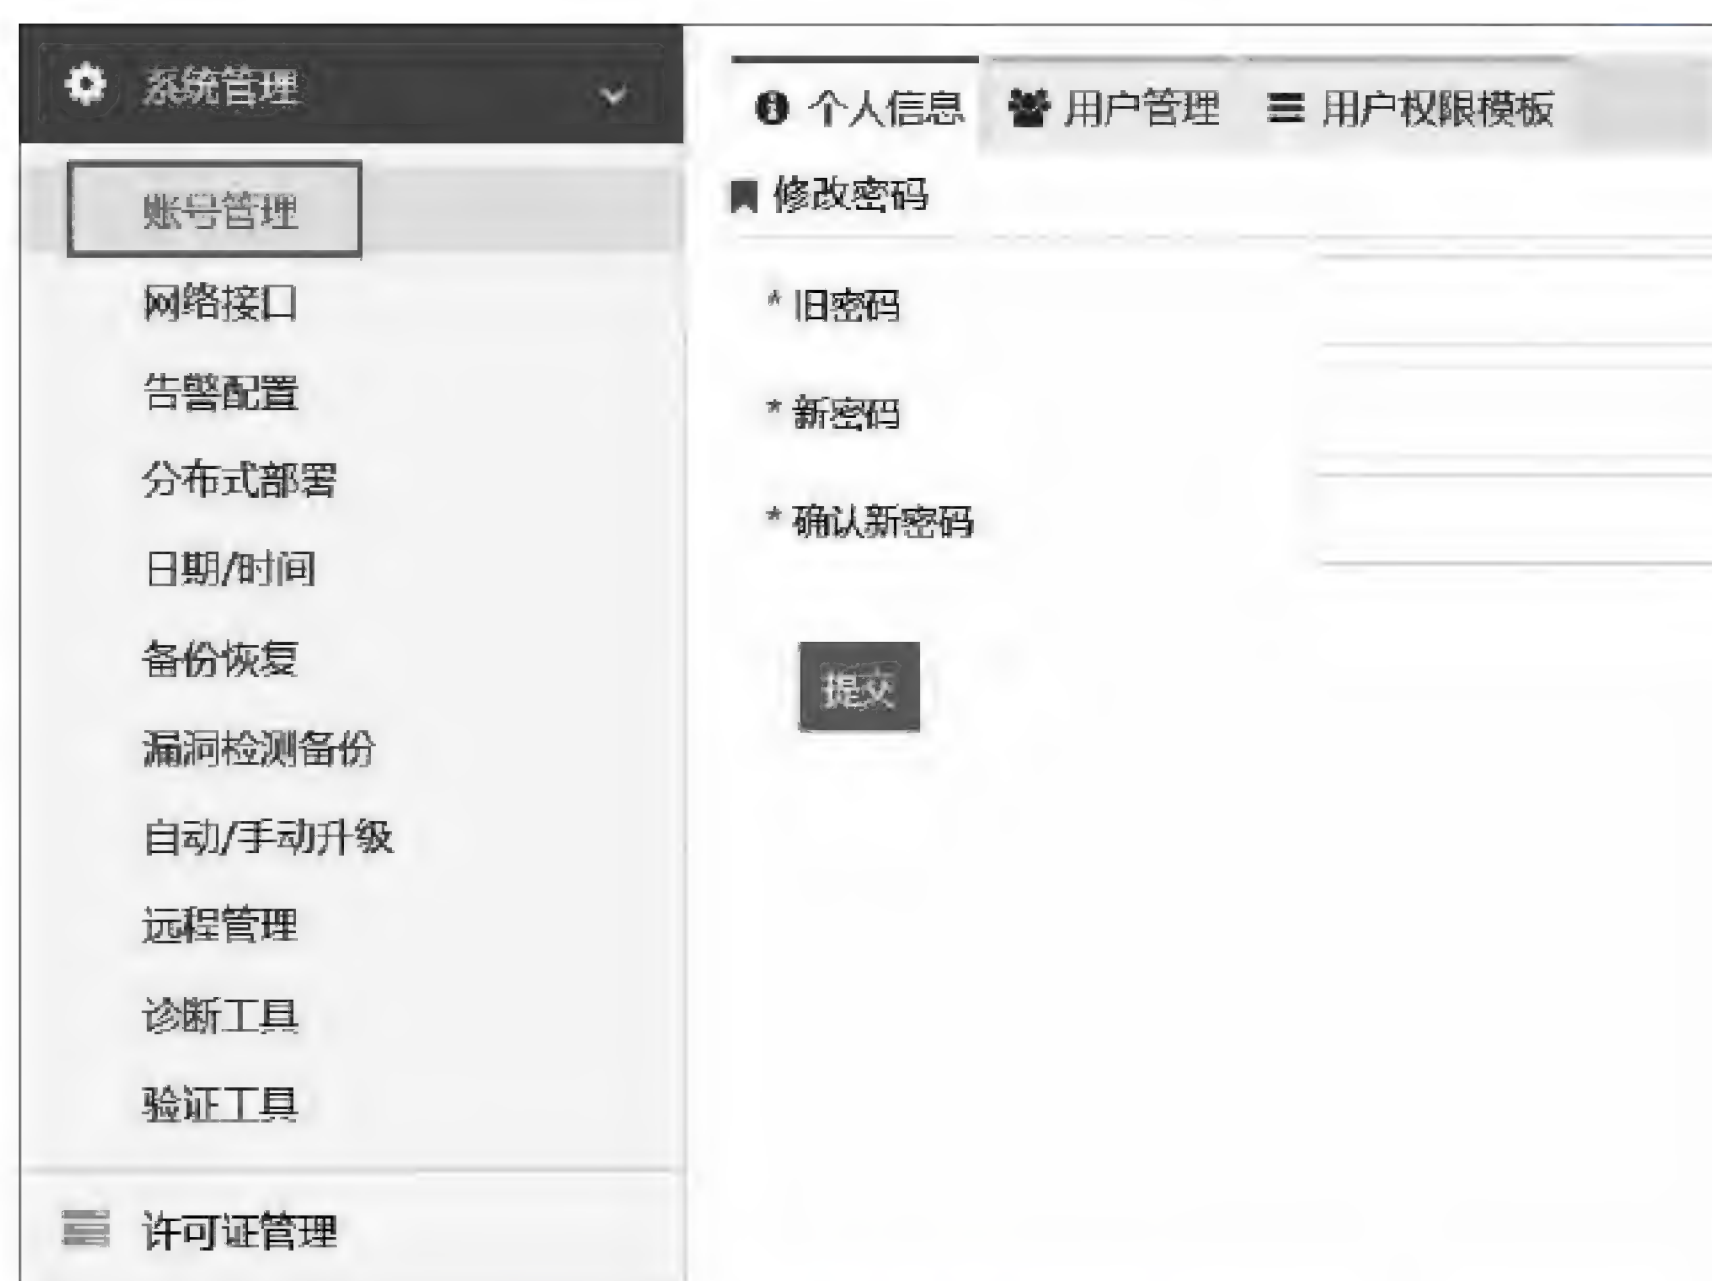 系统管理
账号管理
网络接口
告警配置
分布式部署
日期/时间
备份恢复
漏洞检测备份
自动/手动升级
远程管理
诊断工具
验证工具
许可证管理
个人信息 用户管理 用户权限模板
修改密码
* 旧密码
* 新密码
* 确认新密码
提交